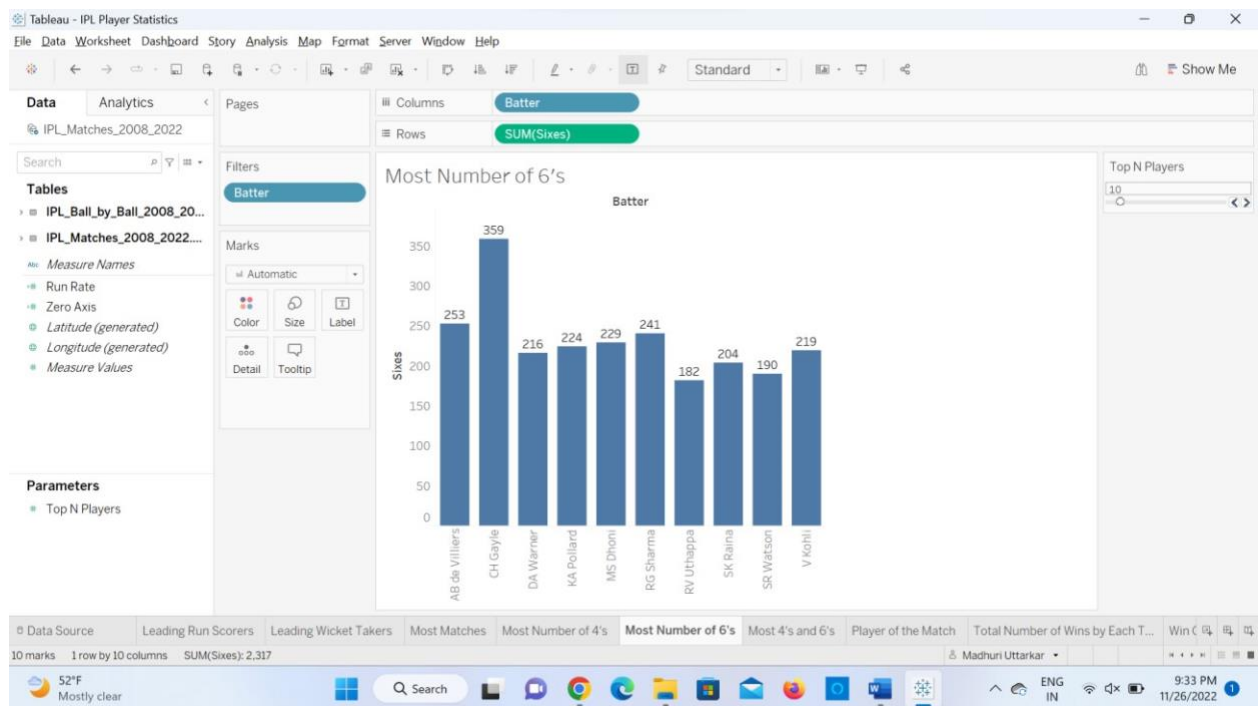 Tableau - IPL Player Statistics
File Data Worksheet Dashboard Story Analysis Map Format Server Window Help
Standard
Show Me
Data Analytics
IPL_Matches_2008_2022
Search
Tables
IPL_Ball_by_Ball_2008_20...
IPL_Matches_2008_2022....
Abc Measure Names
Run Rate
Zero Axis
Latitude (generated)
Longitude (generated)
Measure Values
Parameters
Top N Players
Pages
Filters
Batter
Marks
Automatic
Color Size Label
Detail Tooltip
Columns Batter
Rows SUM(Sixes)
Most Number of 6's
Batter
Sixes
350
300
250
200
150
100
50
0
253
359
216
224
229
241
182
204
190
219
AB de Villiers
CH Gayle
DA Warner
KA Pollard
MS Dhoni
RG Sharma
RV Uthappa
SK Raina
SR Watson
V Kohli
Top N Players
10
Data Source Leading Run Scorers Leading Wicket Takers Most Matches Most Number of 4's Most Number of 6's Most 4's and 6's Player of the Match Total Number of Wins by Each T... Win (
10 marks 1 row by 10 columns SUM(Sixes): 2,317 Madhuri Uttarkar
52°F
Mostly clear
Search
ENG
IN
9:33 PM
11/26/2022
1